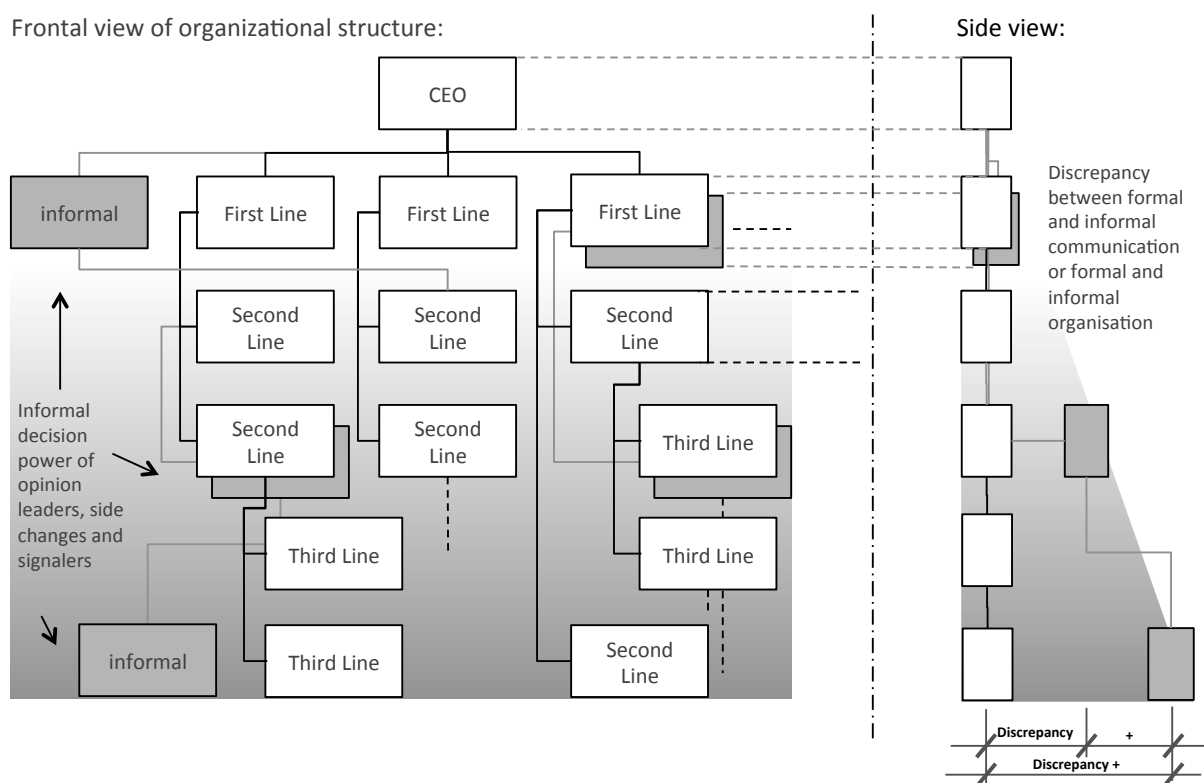 Frontal view of organizational structure:
Side view:
CEO
informal
First Line
First Line
First Line
Discrepancy
between formal
and informal
communication
or formal and
informal
organisation
Second
Line
Second
Line
Second
Line
Informal
decision
power of
opinion
leaders, side
changes and
signalers
Second
Line
Second
Line
Third Line
Third Line
Third Line
informal
Third Line
Second
Line
Discrepancy
+
Discrepancy +